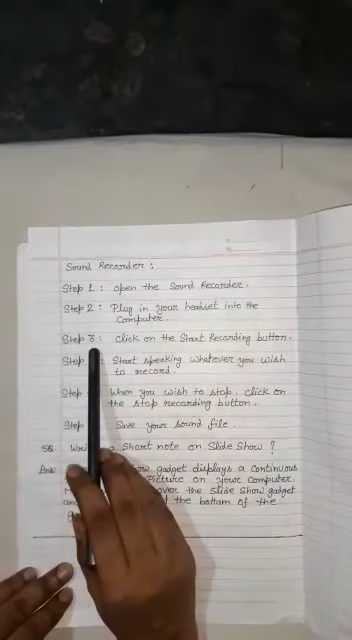 Sound Recorder :
Step 1 : open the Sound Recorder.
Step 2 : Plug in your headset into the
Computer.
Step 3 : click on the Start Recording button.
Step : Start speaking whatever you wish
to record.
Step : When you wish to stop, click on
the stop recording button.
Step Save your sound file.
Short note on Slide Show ?
Ans gadget displays a continuous
Picture on your Computer.
over the Slide Show gadget
the bottom of the